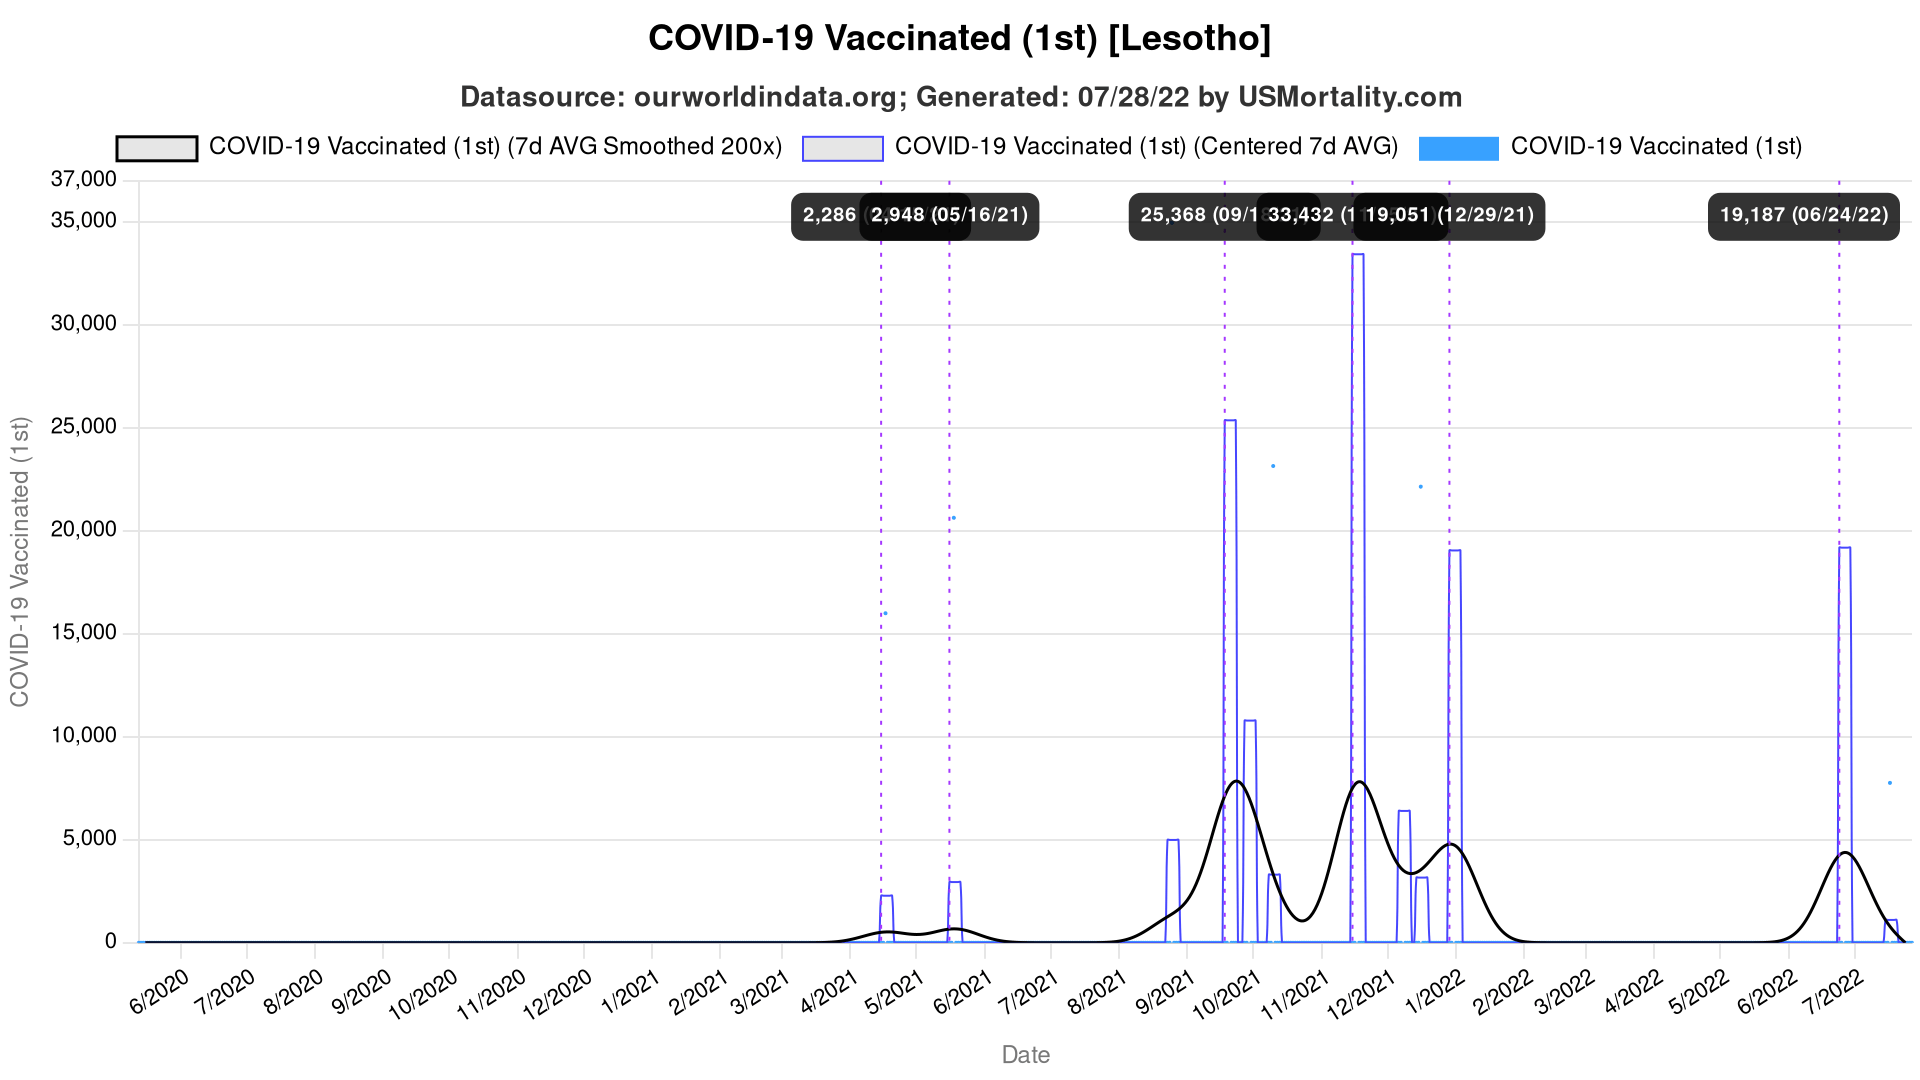 COVID-19 Vaccinated (1st) [Lesotho]
Datasource: ourworldindata.org; Generated: 07/28/22 by USMortality.com
COVID-19 Vaccinated (1st) (7d AVG Smoothed 200x) COVID-19 Vaccinated (1st) (Centered 7d AVG) COVID-19 Vaccinated (1st)
2,286 2,948 (05/16/21) 25,368 (09/1 33,432 (1 19,051 (12/29/21) 19,187 (06/24/22)
37,000
35,000
30,000
25,000
20,000
15,000
10,000
5,000
0
COVID-19 Vaccinated (1st)
6/2020 7/2020 8/2020 9/2020 10/2020 11/2020 12/2020 1/2021 2/2021 3/2021 4/2021 5/2021 6/2021 7/2021 8/2021 9/2021 10/2021 11/2021 12/2021 1/2022 2/2022 3/2022 4/2022 5/2022 6/2022 7/2022
Date